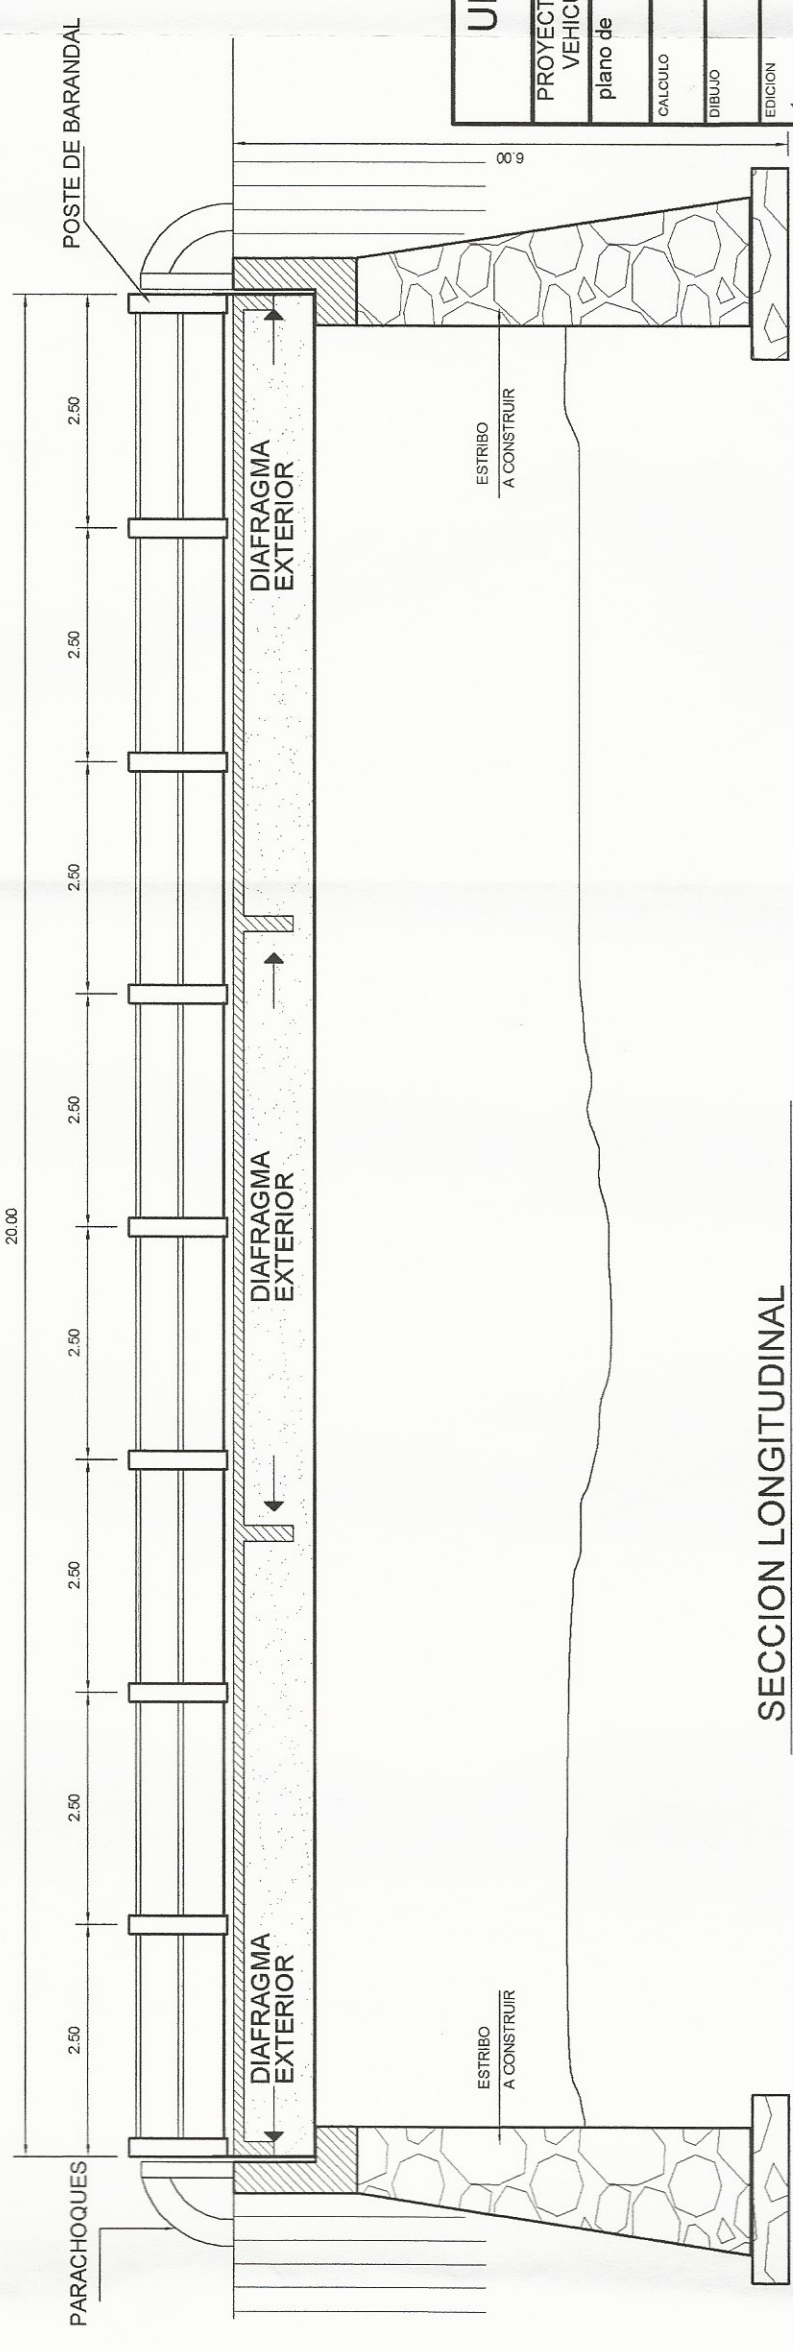 20.00
2.50
2.50
2.50
2.50
2.50
2.50
2.50
2.50
PARACHOQUES
POSTE DE BARANDAL
DIAFRAGMA
EXTERIOR
DIAFRAGMA
EXTERIOR
DIAFRAGMA
EXTERIOR
ESTRIBO
A CONSTRUIR
ESTRIBO
A CONSTRUIR
6.00
SECCION LONGITUDINAL
PROYECT
VEHICU
plano de
CALCULO
DIBUJO
EDICION